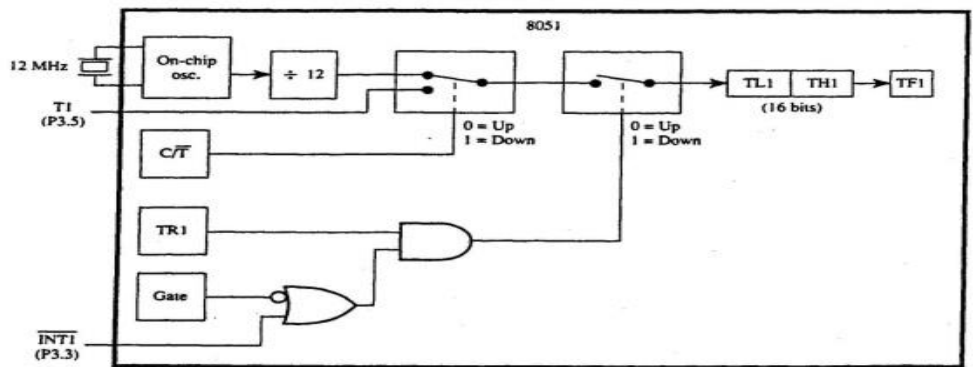 8051
12 MHz
On-chip
osc.
÷ 12
TL1
TH1
TF1
(16 bits)
T1
(P3.5)
0 = Up
1 = Down
0 = Up
1 = Down
C/T̅
TR1
Gate
I̅N̅T̅1̅
(P3.3)